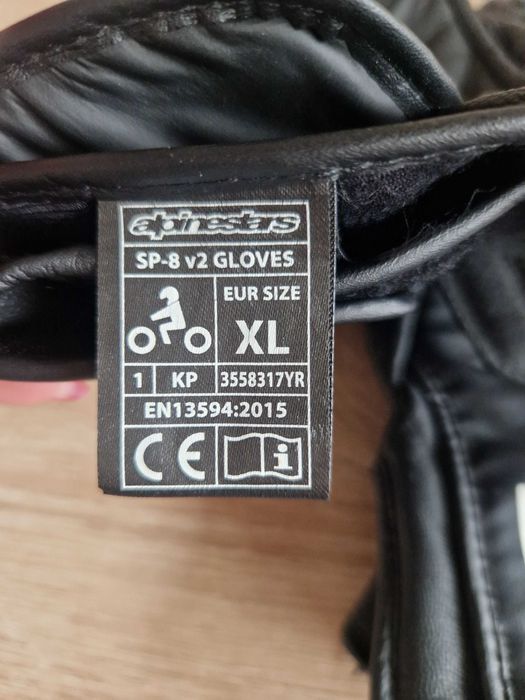 alpinestars
SP-8 v2 GLOVES
EUR SIZE
XL
1 KP 3558317YR
EN13594:2015
CE i